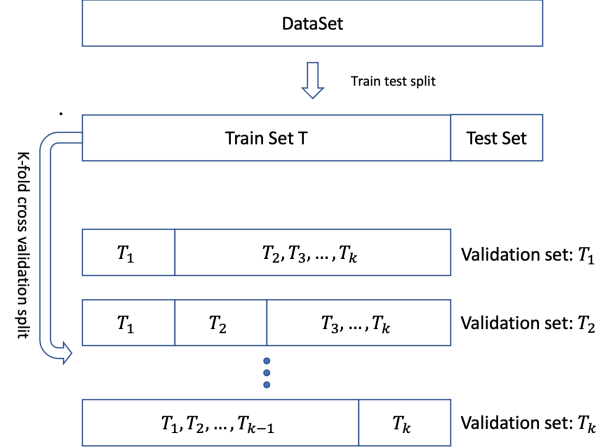 DataSet
Train test split
Train Set T
Test Set
K-fold cross validation split
T₁ T₂, T₃, ... , Tₖ Validation set: T₁
T₁ T₂ T₃, ... , Tₖ Validation set: T₂
T₁, T₂, ... , Tₖ₋₁ Tₖ Validation set: Tₖ